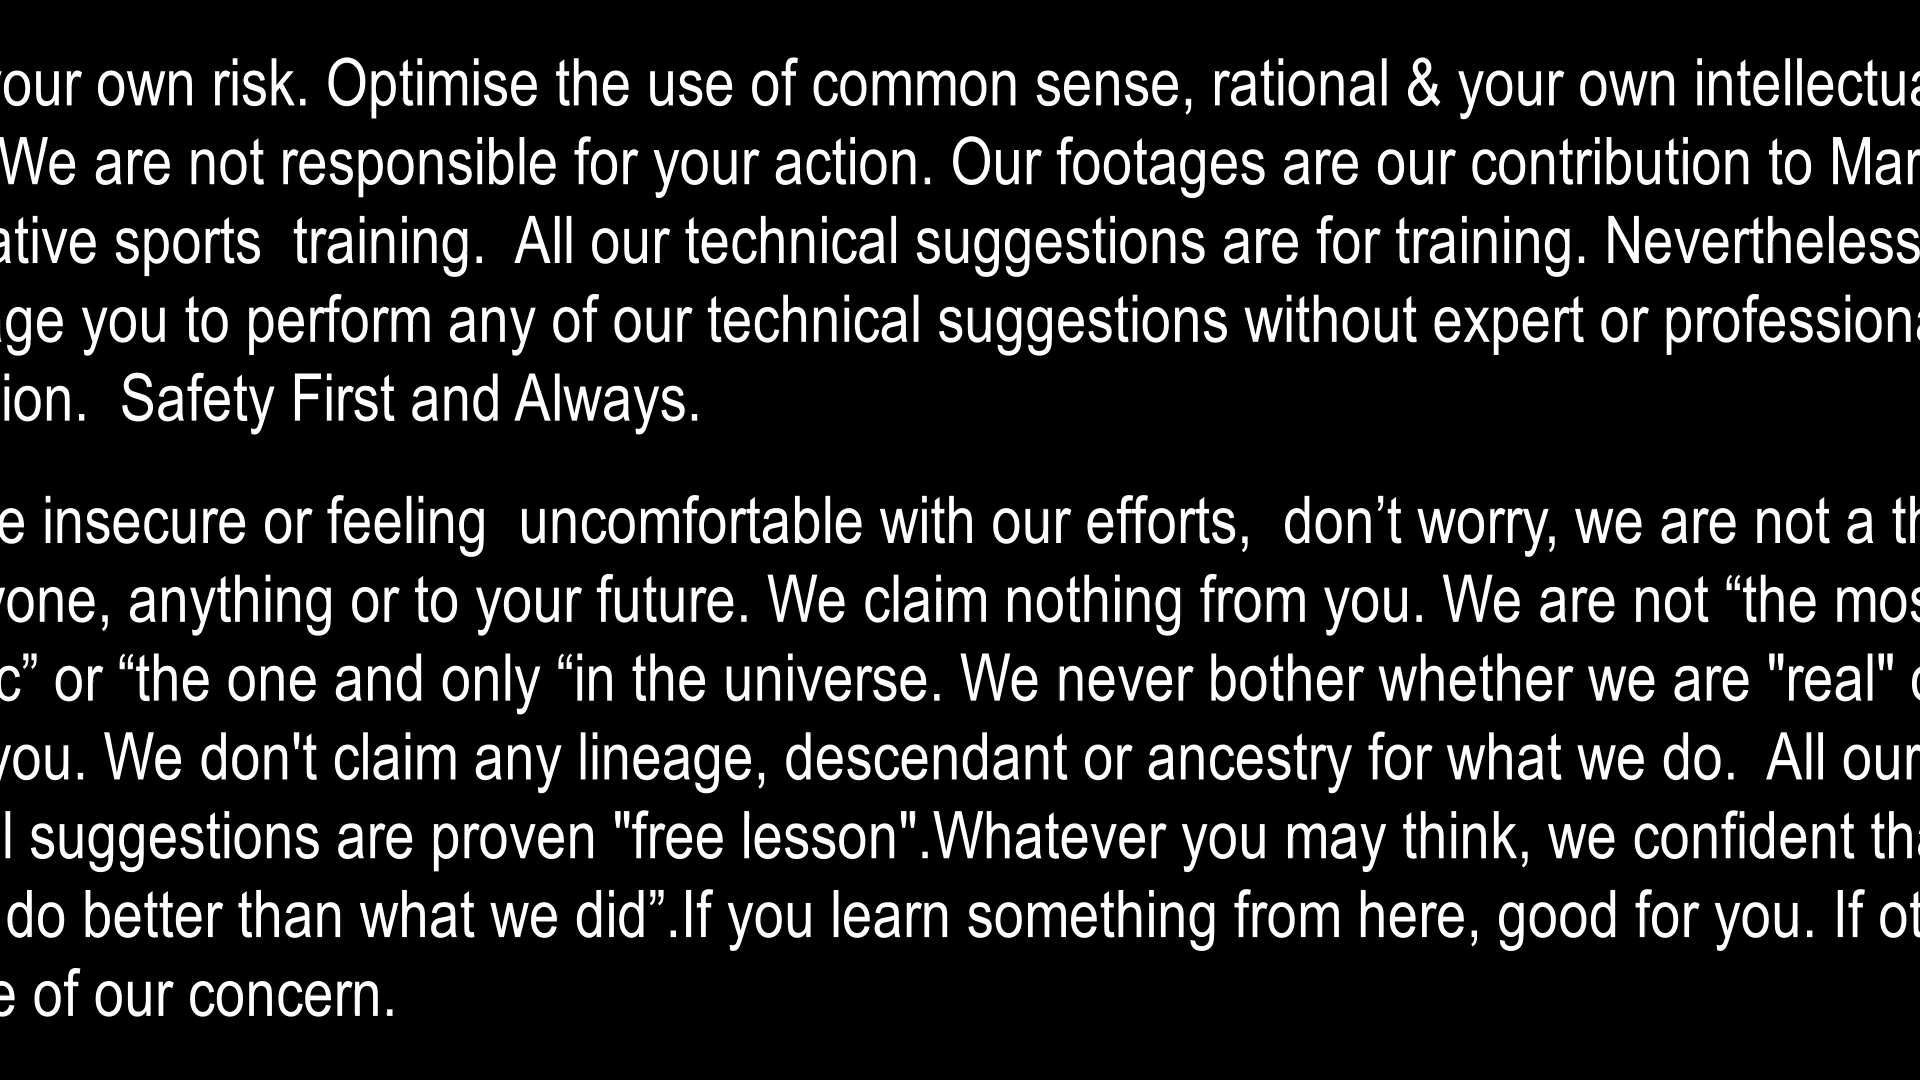 your own risk. Optimise the use of common sense, rational & your own intellectua
We are not responsible for your action. Our footages are our contribution to Mar
ative sports  training.  All our technical suggestions are for training. Nevertheless
age you to perform any of our technical suggestions without expert or professiona
ion.  Safety First and Always.
e insecure or feeling  uncomfortable with our efforts,  don’t worry, we are not a th
yone, anything or to your future. We claim nothing from you. We are not “the mos
c” or “the one and only “in the universe. We never bother whether we are "real" o
you. We don't claim any lineage, descendant or ancestry for what we do.  All our
l suggestions are proven "free lesson".Whatever you may think, we confident tha
do better than what we did”.If you learn something from here, good for you. If ot
e of our concern.